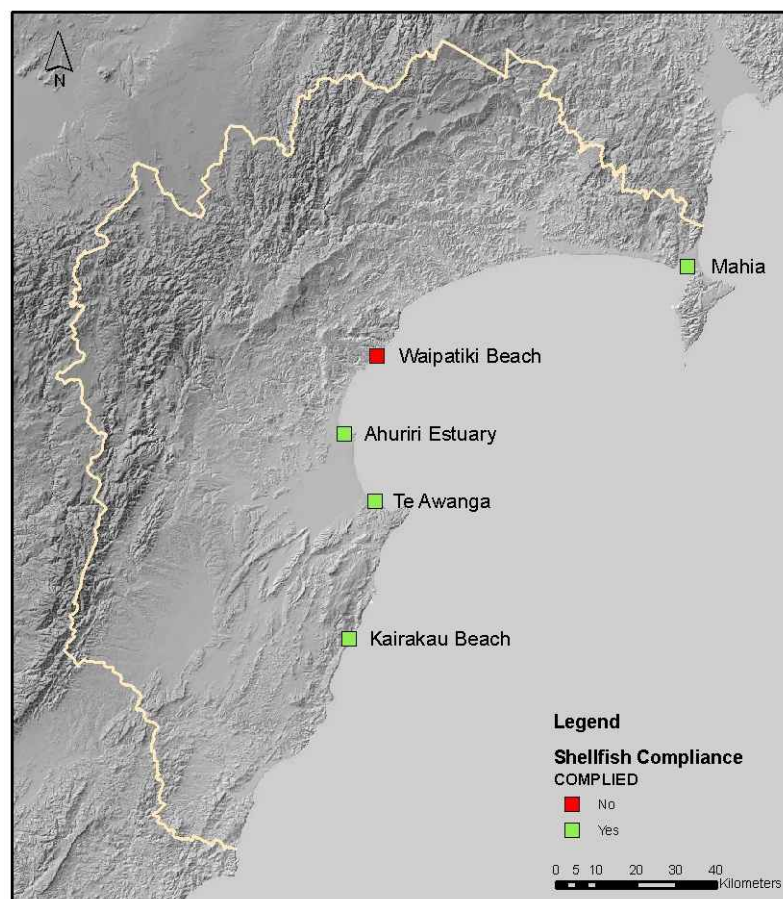 N
Mahia
Waipatiki Beach
Ahuriri Estuary
Te Awanga
Kairakau Beach
Legend
Shellfish Compliance
COMPLIED
No
Yes
0 5 10 20 30 40
Kilometers